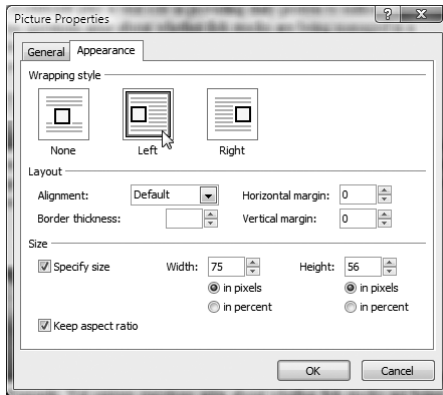 Picture Properties
General Appearance
Wrapping style
None Left Right
Layout
Alignment: Default Horizontal margin: 0
Border thickness: Vertical margin: 0
Size
Specify size Width: 75 Height: 56
in pixels in pixels
in percent in percent
Keep aspect ratio
OK Cancel